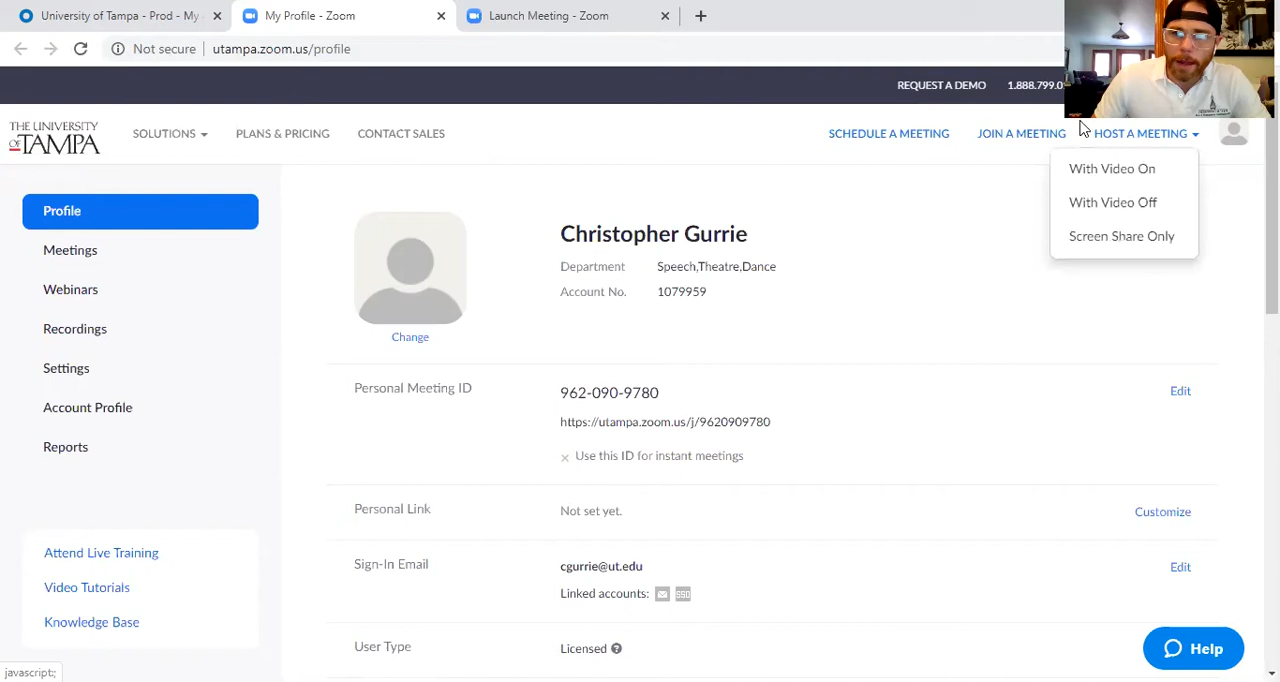 University of Tampa - Prod - My
My Profile - Zoom
Launch Meeting - Zoom
Not secure
utampa.zoom.us/profile
REQUEST A DEMO
1.888.799.0
THE UNIVERSITY
OF TAMPA
SOLUTIONS
PLANS & PRICING
CONTACT SALES
SCHEDULE A MEETING
JOIN A MEETING
HOST A MEETING
With Video On
With Video Off
Screen Share Only
Profile
Meetings
Webinars
Recordings
Settings
Account Profile
Reports
Attend Live Training
Video Tutorials
Knowledge Base
Change
Christopher Gurrie
Department Speech,Theatre,Dance
Account No. 1079959
Personal Meeting ID
962-090-9780
Edit
https://utampa.zoom.us/j/9620909780
× Use this ID for instant meetings
Personal Link
Not set yet.
Customize
Sign-In Email
cgurrie@ut.edu
Edit
Linked accounts: SSO
User Type
Licensed
Help
javascript:;